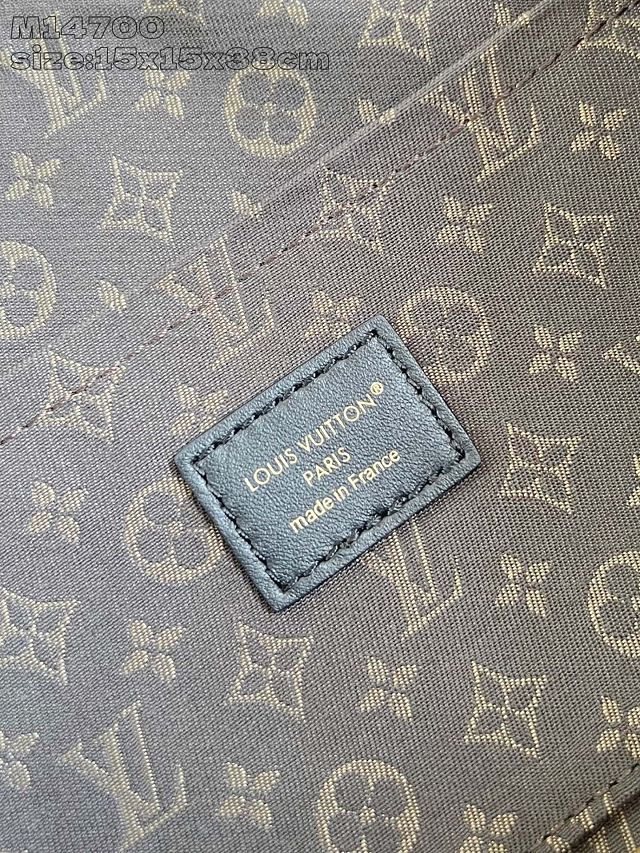 M14700
size:15x15x38cm
LOUIS VUITTON®
PARIS
made in France